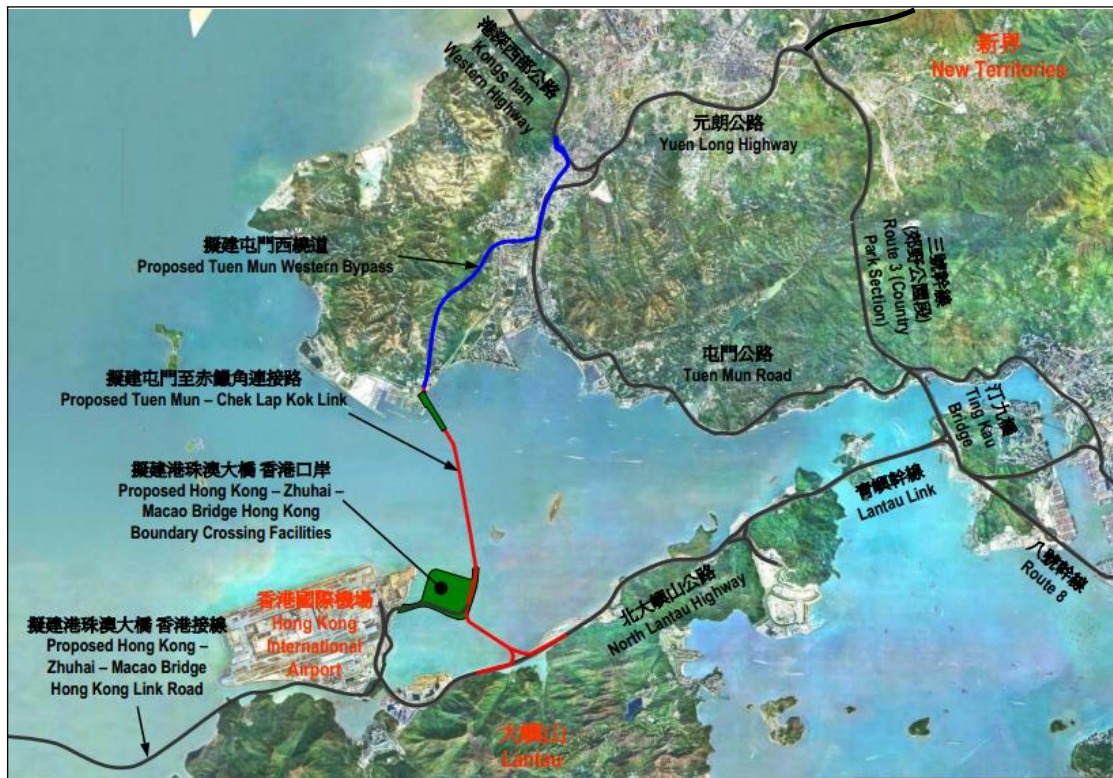 港深西部公路
Kongs ham
Western Highway
新界
New Territories
元朗公路
Yuen Long Highway
擬建屯門西繞道
Proposed Tuen Mun Western Bypass
三號幹線
(郊野公園段)
Route 3 (Country
Park Section)
擬建屯門至赤鱲角連接路
Proposed Tuen Mun – Chek Lap Kok Link
屯門公路
Tuen Mun Road
汀九橋
Ting Kau
Bridge
擬建港珠澳大橋 香港口岸
Proposed Hong Kong – Zhuhai –
Macao Bridge Hong Kong
Boundary Crossing Facilities
青嶼幹線
Lantau Link
八號幹線
Route 8
北大嶼山公路
North Lantau Highway
香港國際機場
Hong Kong
International
Airport
擬建港珠澳大橋 香港接線
Proposed Hong Kong –
Zhuhai – Macao Bridge
Hong Kong Link Road
大嶼山
Lantau